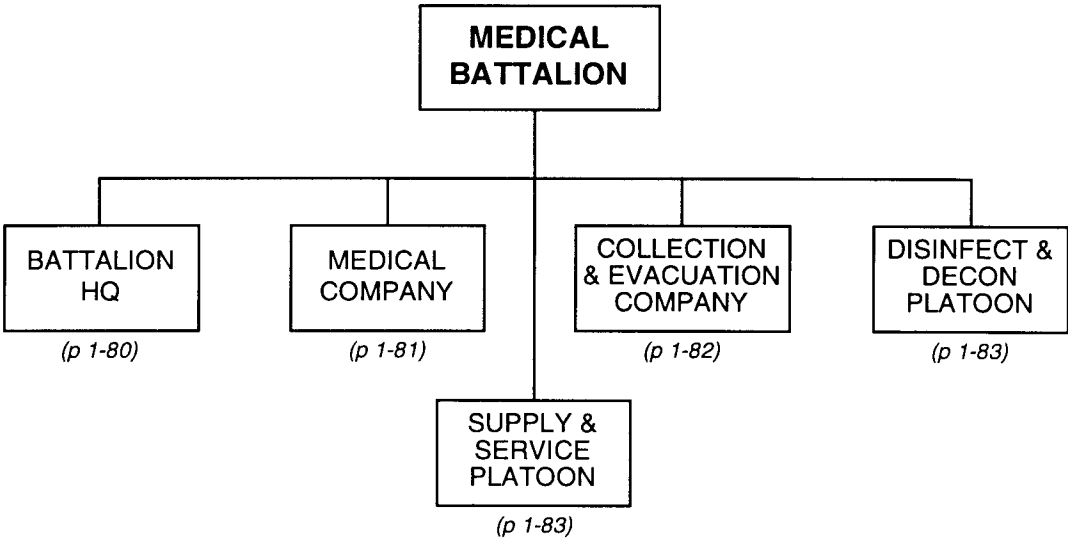 MEDICAL
BATTALION
BATTALION
HQ
(p 1-80)
MEDICAL
COMPANY
(p 1-81)
COLLECTION
& EVACUATION
COMPANY
(p 1-82)
DISINFECT &
DECON
PLATOON
(p 1-83)
SUPPLY &
SERVICE
PLATOON
(p 1-83)